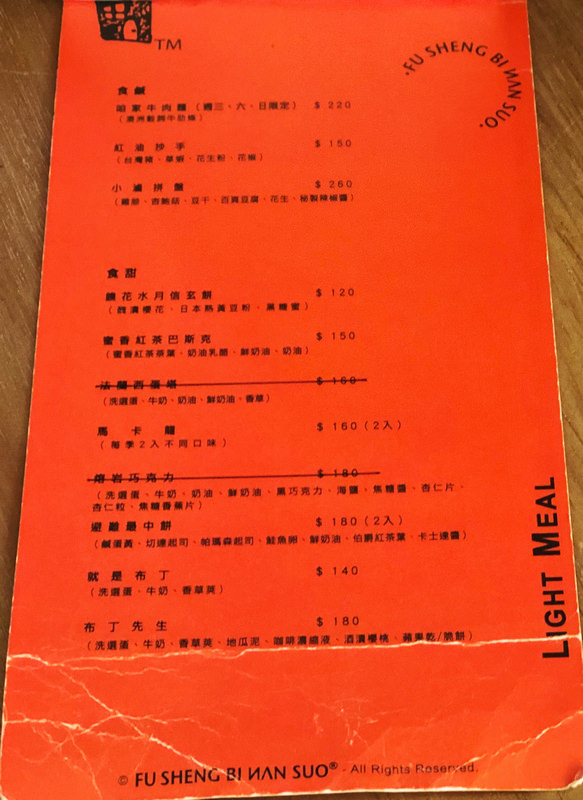 TM
·FU SHENG BI NAN SUO.
食鹹
咱家牛肉麵（週三、六、日限定） $ 220
（澳洲穀飼牛肋條）
紅油抄手 $ 150
（台灣豬、草蝦、花生粉、花椒）
小滷拼盤 $ 260
（雞胗、杏鮑菇、豆干、百頁豆腐、花生、秘製辣椒醬）
食甜
鏡花水月信玄餅 $ 120
（醃漬櫻花、日本熟黃豆粉、黑糖蜜）
蜜香紅茶巴斯克 $ 150
（蜜香紅茶茶葉、奶油乳酪、鮮奶油、奶油）
法蘭西蛋塔 $ 160
（洗選蛋、牛奶、奶油、鮮奶油、香草）
馬卡龍 $ 160（2入）
（每季2入不同口味）
熔岩巧克力 $ 180
（洗選蛋、牛奶、奶油、鮮奶油、黑巧克力、海鹽、焦糖醬、杏仁片、
杏仁粒、焦糖香蕉片）
避難最中餅 $ 180（2入）
（鹹蛋黃、切達起司、帕瑪森起司、鮭魚卵、鮮奶油、伯爵紅茶葉、卡士達醬）
就是布丁 $ 140
（洗選蛋、牛奶、香草莢）
布丁先生 $ 180
（洗選蛋、牛奶、香草莢、地瓜泥、咖啡濃縮液、酒漬櫻桃、蘋果乾/脆餅）
LIGHT MEAL
© FU SHENG BI NAN SUO® - All Rights Reserved.